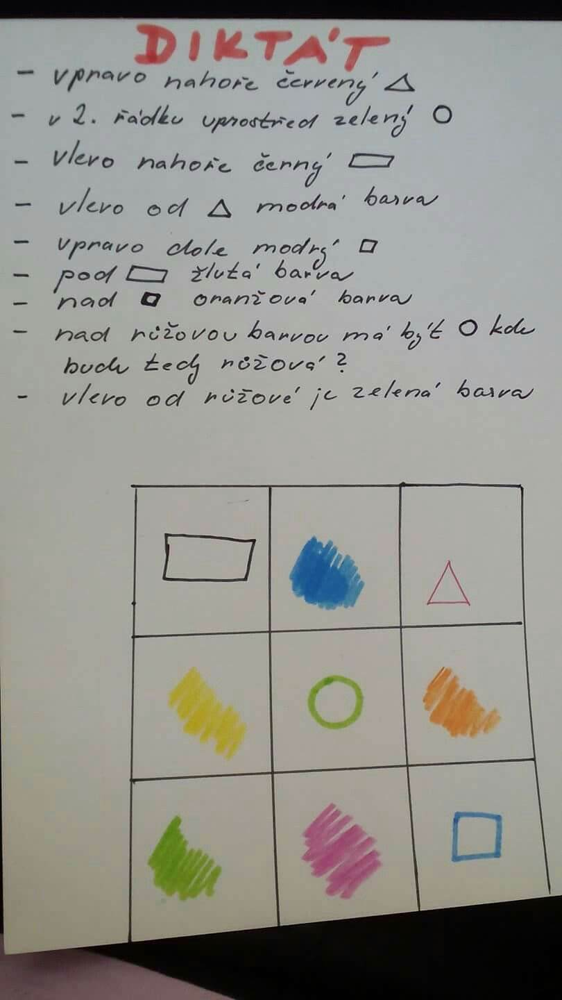 DIKTÁT
- vpravo nahoře červený △
- v 2. řádku uprostřed zelený ○
- vlevo nahoře černý ▭
- vlevo od △ modrá barva
- vpravo dole modrý □
- pod ▭ žlutá barva
- nad □ oranžová barva
- nad růžovou barvou má být ○ kde
bude tedy růžová?
- vlevo od růžové je zelená barva